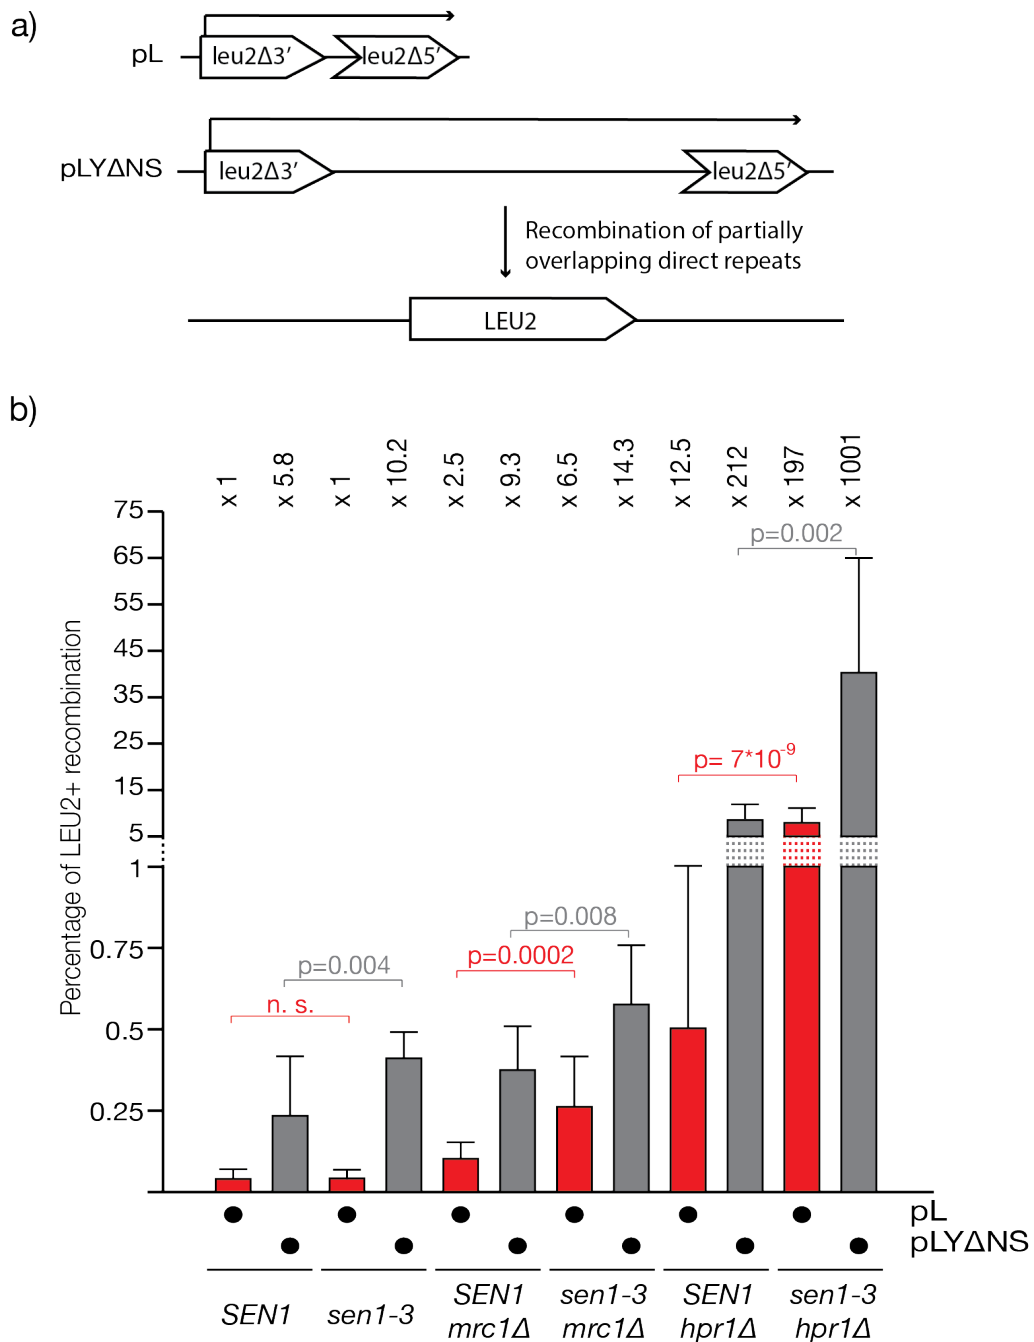 a)
pL
leu2Δ3′
leu2Δ5′
pLYΔNS
leu2Δ3′
leu2Δ5′
Recombination of partially
overlapping direct repeats
LEU2
b)
x 1
x 5.8
x 1
x 10.2
x 2.5
x 9.3
x 6.5
x 14.3
x 12.5
x 212
x 197
x 1001
Percentage of LEU2+ recombination
75
65
55
45
35
25
15
5
1
0.75
0.5
0.25
n. s.
p=0.004
p=0.0002
p=0.008
p= 7*10⁻⁹
p=0.002
pL
pLYΔNS
SEN1
sen1-3
SEN1
mrc1Δ
sen1-3
mrc1Δ
SEN1
hpr1Δ
sen1-3
hpr1Δ